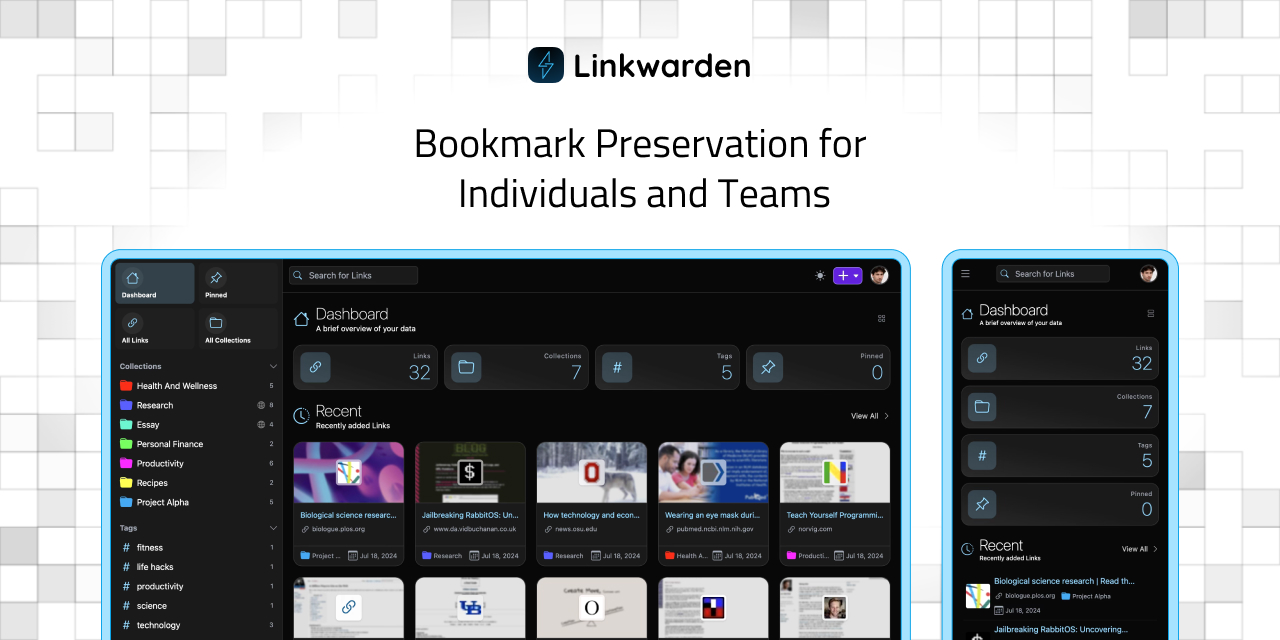 Linkwarden
Bookmark Preservation for
Individuals and Teams
Dashboard
Pinned
All Links
All Collections
Collections
Health And Wellness 5
Research 8
Essay 4
Personal Finance 2
Productivity 6
Recipes 2
Project Alpha 5
Tags
# fitness 1
# life hacks 1
# productivity 1
# science 1
# technology 3
Search for Links
Dashboard
A brief overview of your data
Links
32
Collections
7
Tags
5
Pinned
0
Recent
Recently added Links
View All
Biological science researc...
biologue.plos.org
Project ... Jul 18, 2024
Jailbreaking RabbitOS: Un...
www.da.vidbuchanan.co.uk
Research Jul 18, 2024
How technology and econ...
news.osu.edu
Research Jul 18, 2024
Wearing an eye mask duri...
pubmed.ncbi.nlm.nih.gov
Health A... Jul 18, 2024
Teach Yourself Programmi...
norvig.com
Producti... Jul 18, 2024
Search for Links
Dashboard
A brief overview of your data
Links
32
Collections
7
Tags
5
Pinned
0
Recent
Recently added Links
View All
Biological science research | Read th...
biologue.plos.org Project Alpha
Jul 18, 2024
Jailbreaking RabbitOS: Uncovering...